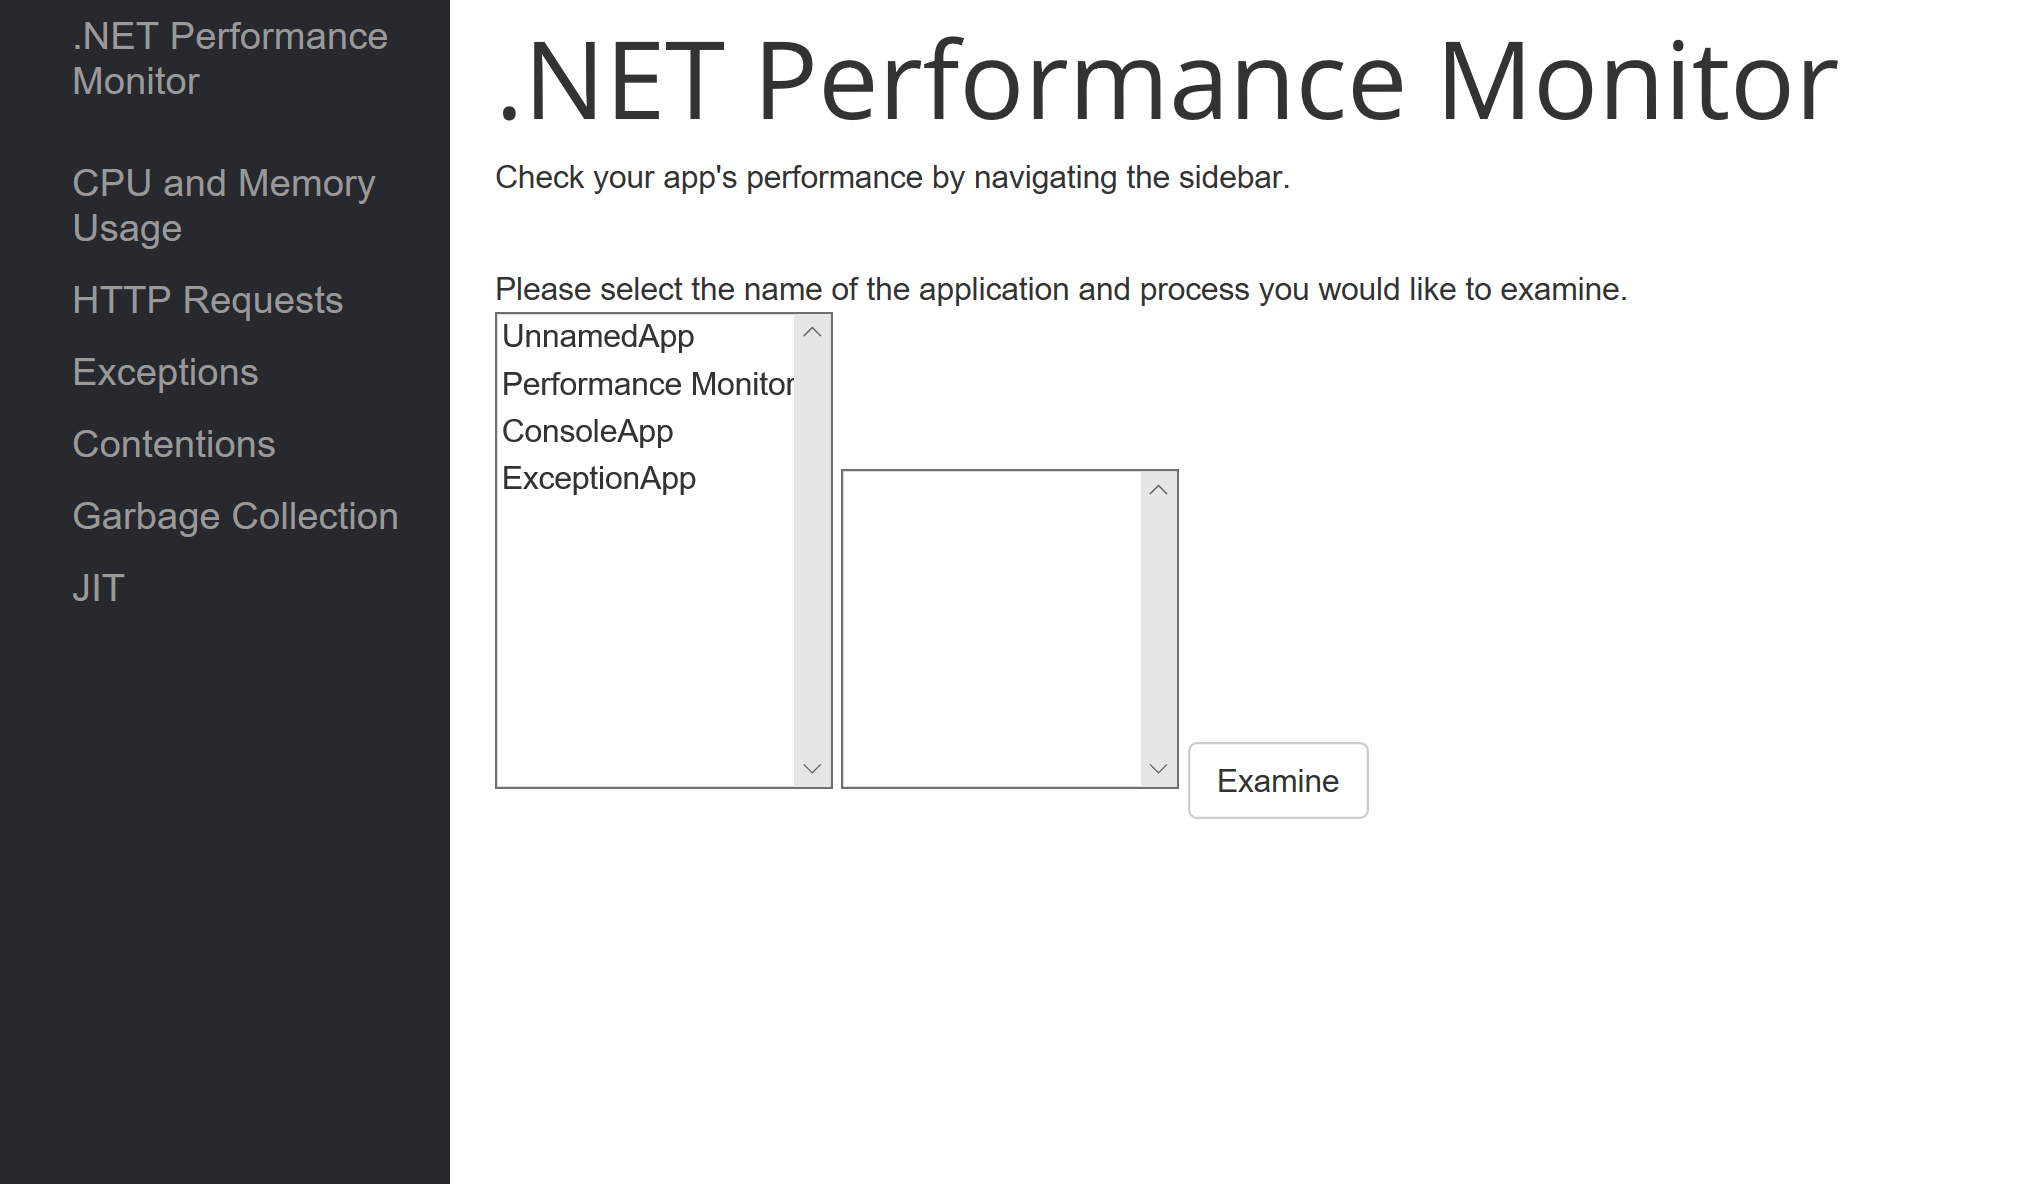 .NET Performance
Monitor
CPU and Memory
Usage
HTTP Requests
Exceptions
Contentions
Garbage Collection
JIT
.NET Performance Monitor
Check your app's performance by navigating the sidebar.
Please select the name of the application and process you would like to examine.
UnnamedApp
Performance Monitor
ConsoleApp
ExceptionApp
Examine